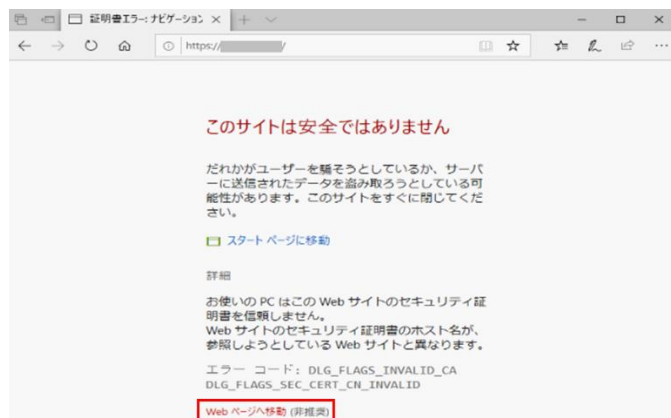 証明書エラー: ナビゲーション
https:// /
このサイトは安全ではありません
だれかがユーザーを騙そうとしているか、サーバ
ーに送信されたデータを盗み取ろうとしている可
能性があります。このサイトをすぐに閉じてくだ
さい。
スタート ページに移動
詳細
お使いの PC はこの Web サイトのセキュリティ証
明書を信頼しません。
Web サイトのセキュリティ証明書のホスト名が、
参照しようとしている Web サイトと異なります。
エラー コード: DLG_FLAGS_INVALID_CA
DLG_FLAGS_SEC_CERT_CN_INVALID
Web ページへ移動 (非推奨)